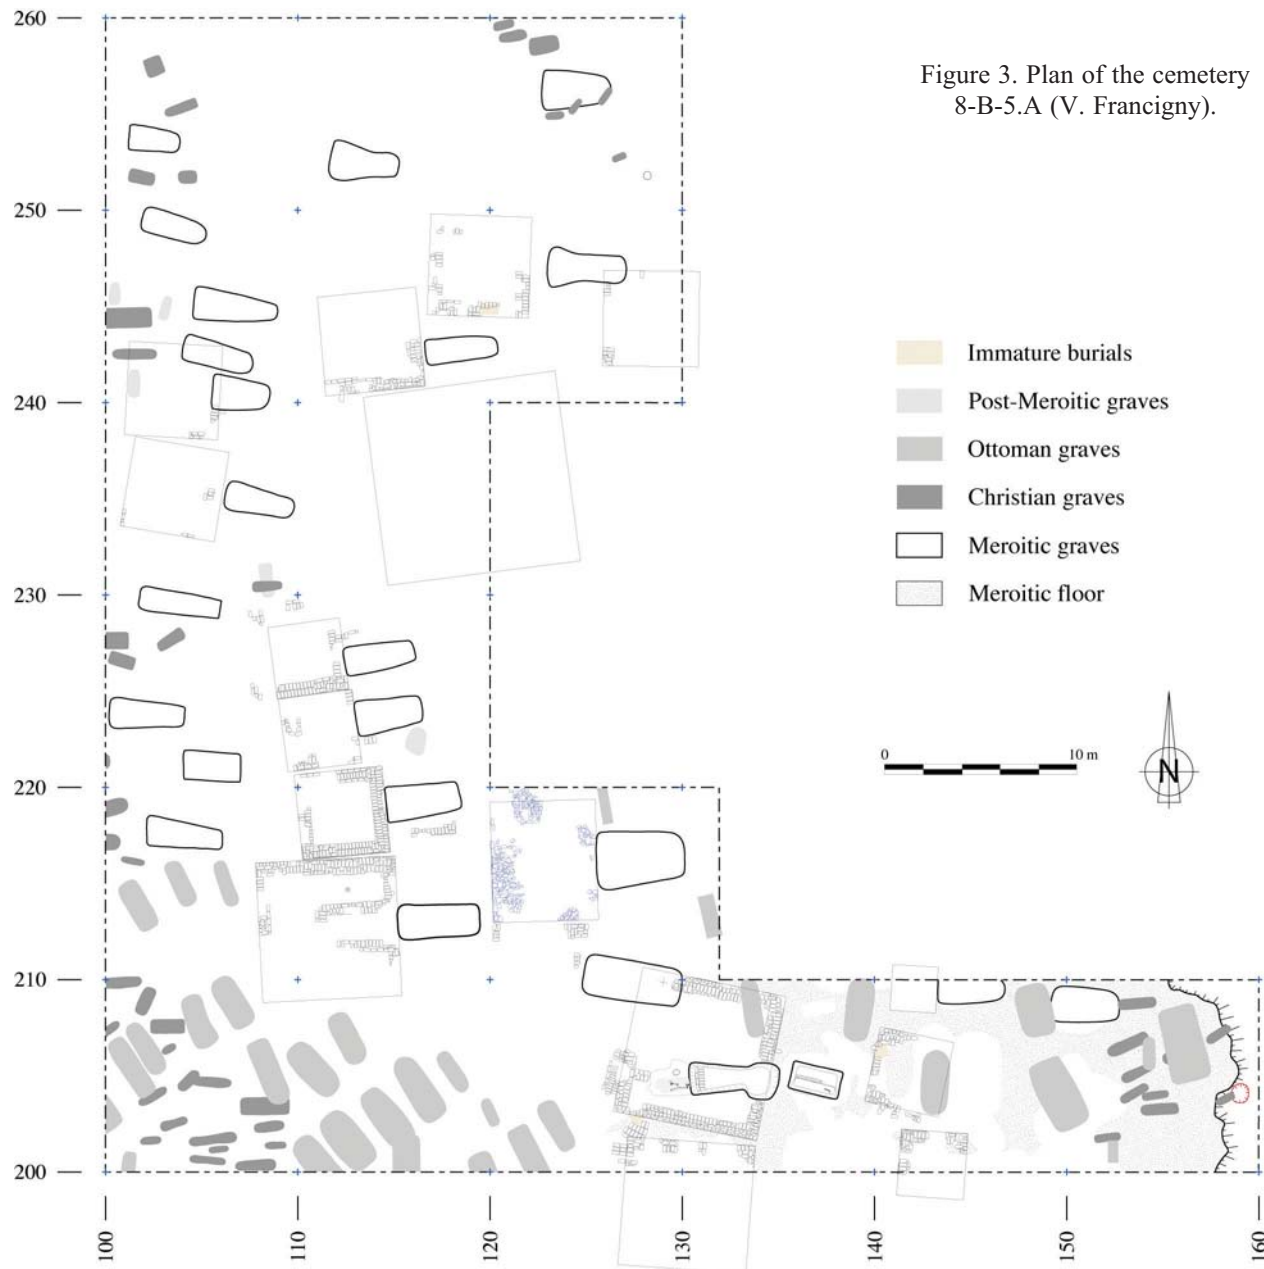 260
Figure 3. Plan of the cemetery
8-B-5.A (V. Francigny).
250
Immature burials
Post-Meroitic graves
240
Ottoman graves
Christian graves
Meroitic graves
230
Meroitic floor
0 10 m
220
N
210
200
100 110 120 130 140 150 160